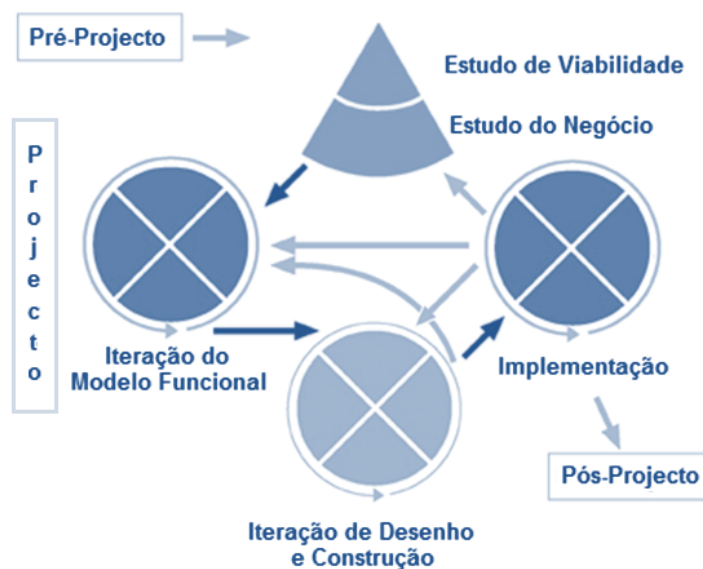 Pré-Projecto
Estudo de Viabilidade
Estudo do Negócio
Projecto
Iteração do
Modelo Funcional
Implementação
Pós-Projecto
Iteração de Desenho
e Construção